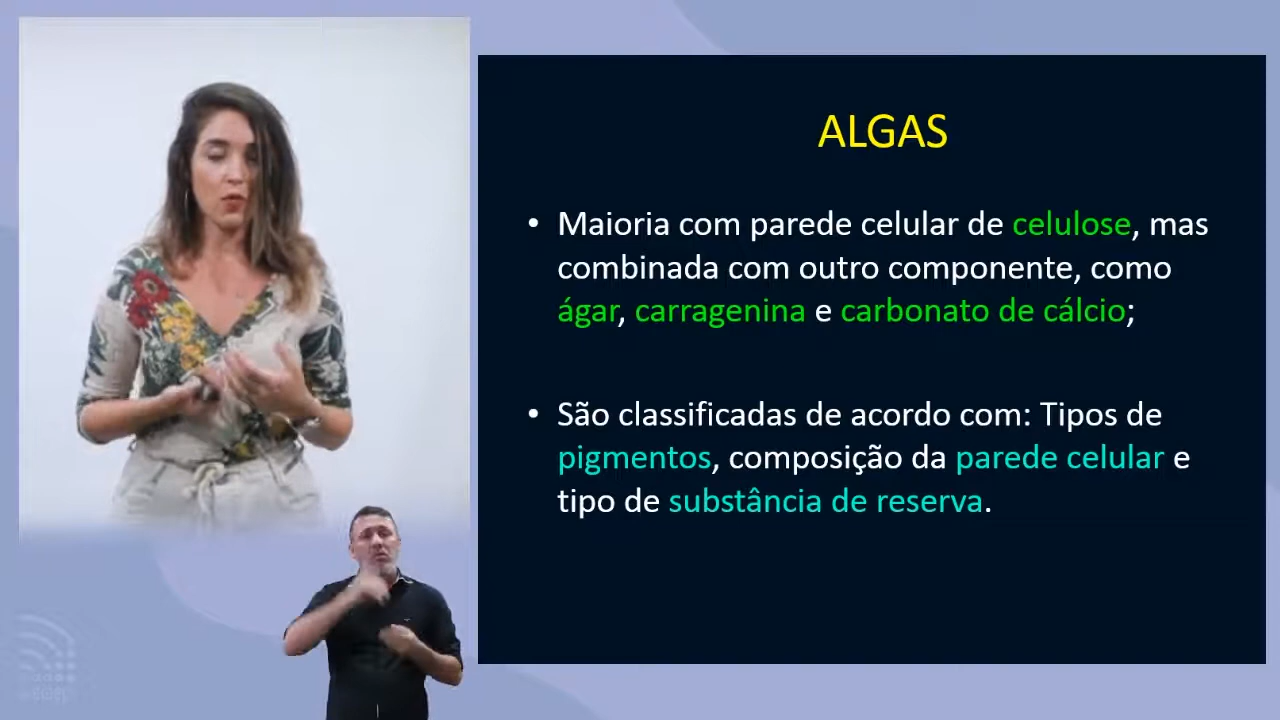 ALGAS
• Maioria com parede celular de celulose, mas
combinada com outro componente, como
ágar, carragenina e carbonato de cálcio;
• São classificadas de acordo com: Tipos de
pigmentos, composição da parede celular e
tipo de substância de reserva.